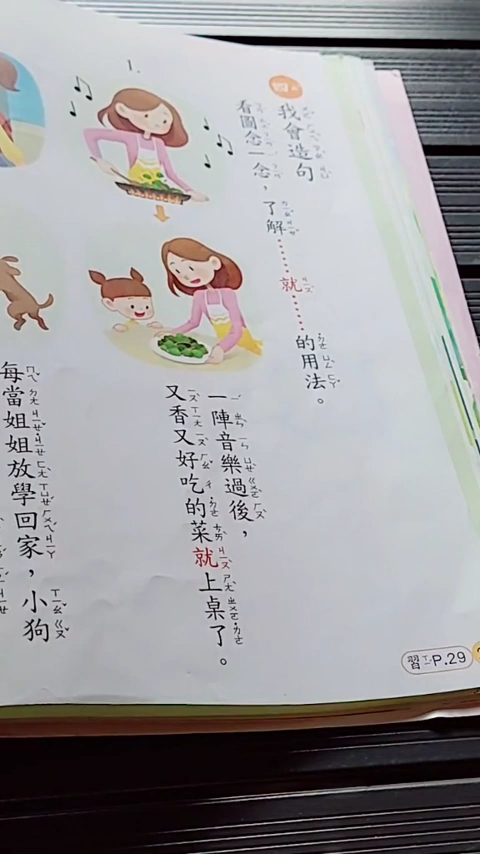 四、
我會造句
看圖念一念，了解……就……的用法。
1.
一陣音樂過後，
又香又好吃的菜就上桌了。
每當姐姐放學回家，小狗
習P.29